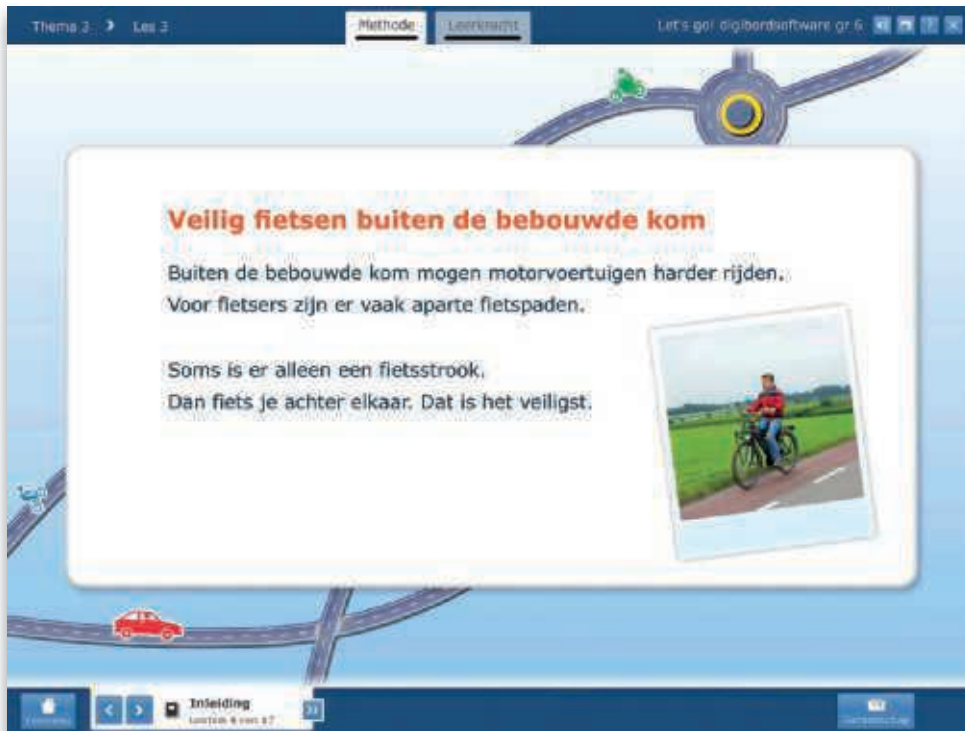 Thema 3 Les 3
Methode
Leerkracht
Let's go! digibordsoftware gr 6
Veilig fietsen buiten de bebouwde kom
Buiten de bebouwde kom mogen motorvoertuigen harder rijden.
Voor fietsers zijn er vaak aparte fietspaden.
Soms is er alleen een fietsstrook.
Dan fiets je achter elkaar. Dat is het veiligst.
Inleiding